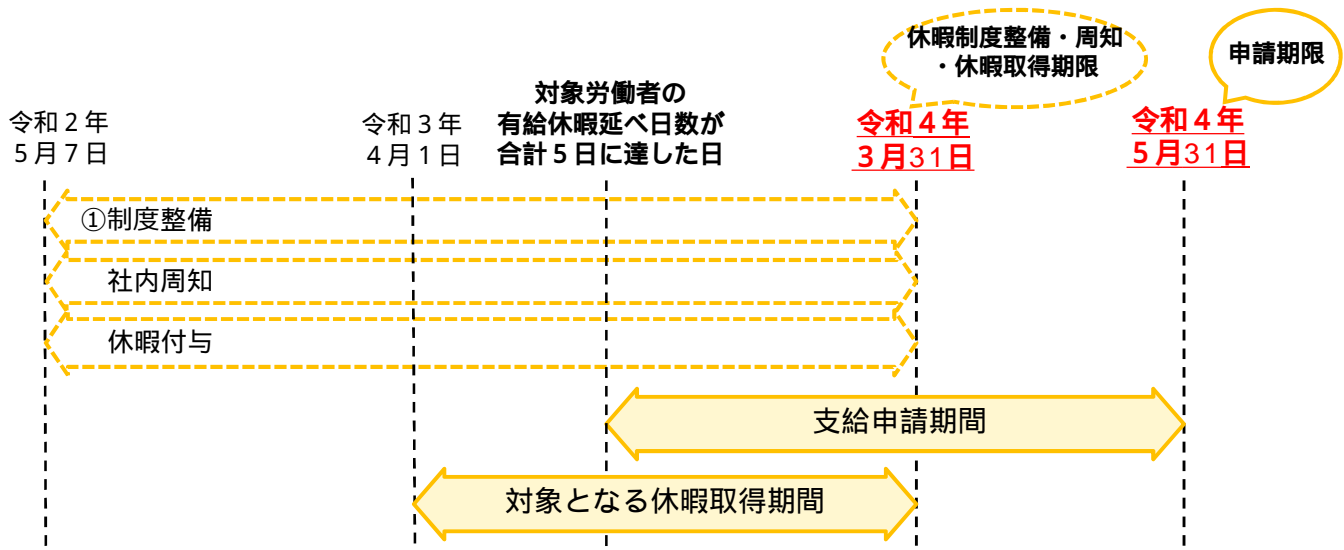 休暇制度整備・周知
・休暇取得期限
申請期限
令和２年
５月７日
令和３年
４月１日
対象労働者の
有給休暇延べ日数が
合計５日に達した日
令和４年
３月31日
令和４年
５月31日
①制度整備
社内周知
休暇付与
支給申請期間
対象となる休暇取得期間